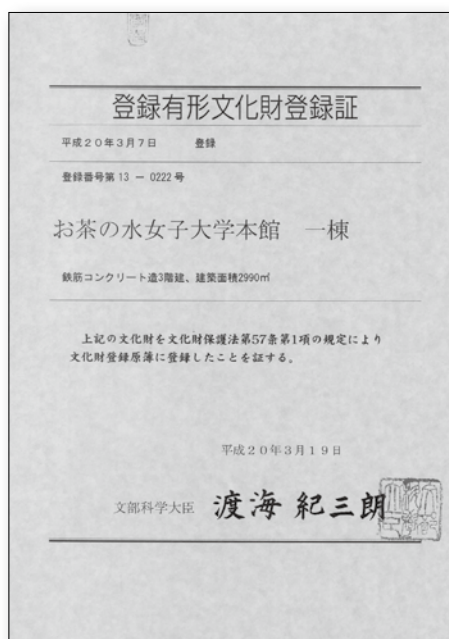 登録有形文化財登録証
平成20年3月7日　　登録
登録番号第 13 － 0222 号
お茶の水女子大学本館　一棟
鉄筋コンクリート造3階建、建築面積2990㎡
上記の文化財を文化財保護法第57条第1項の規定により
文化財登録原簿に登録したことを証する。
平成20年3月19日
文部科学大臣　渡海 紀三朗